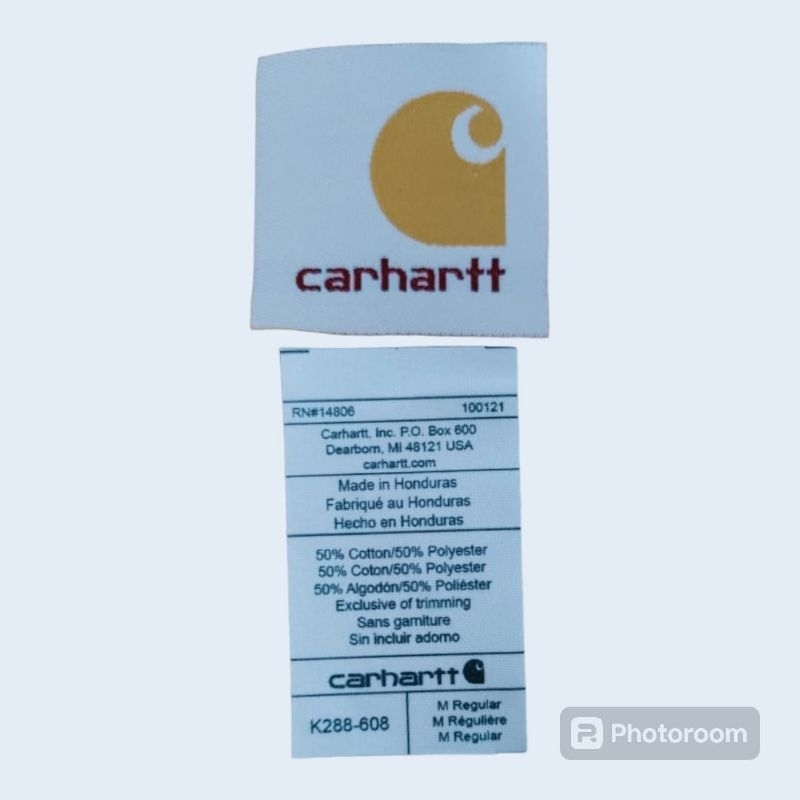 carhartt
RN#14806 100121
Carhartt, Inc. P.O. Box 600
Dearborn, MI 48121 USA
carhartt.com
Made in Honduras
Fabriqué au Honduras
Hecho en Honduras
50% Cotton/50% Polyester
50% Coton/50% Polyester
50% Algodón/50% Poliéster
Exclusive of trimming
Sans garniture
Sin incluir adorno
carhartt
K288-608
M Regular
M Régulière
M Regular
Photoroom